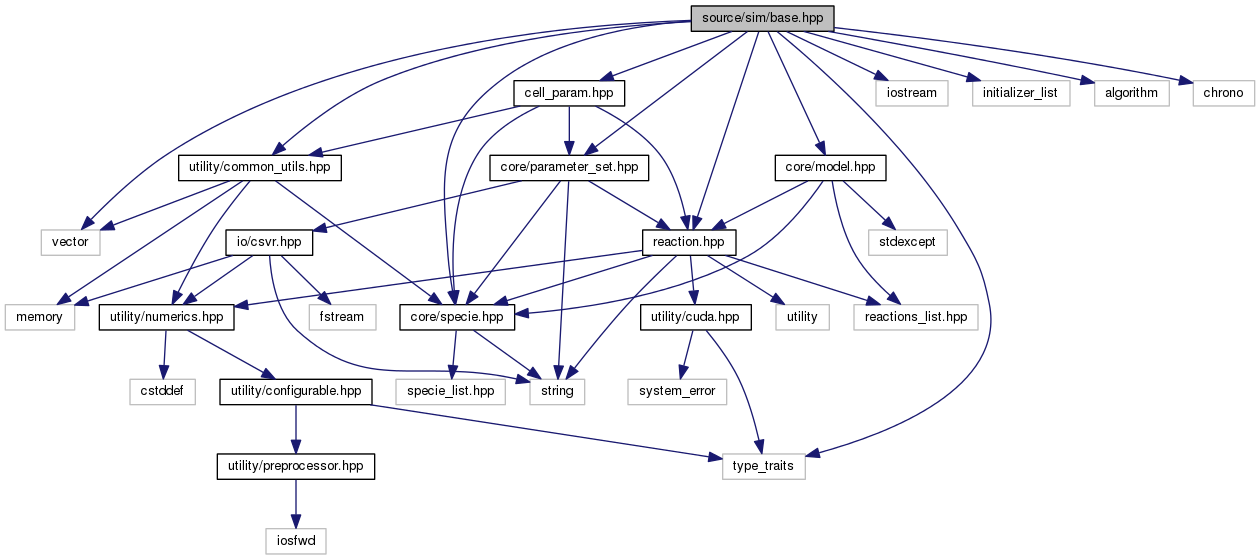 source/sim/base.hpp
cell_param.hpp
iostream
initializer_list
algorithm
chrono
utility/common_utils.hpp
core/parameter_set.hpp
core/model.hpp
vector
io/csvr.hpp
reaction.hpp
stdexcept
memory
utility/numerics.hpp
fstream
core/specie.hpp
utility/cuda.hpp
utility
reactions_list.hpp
cstddef
utility/configurable.hpp
specie_list.hpp
string
system_error
utility/preprocessor.hpp
type_traits
iosfwd